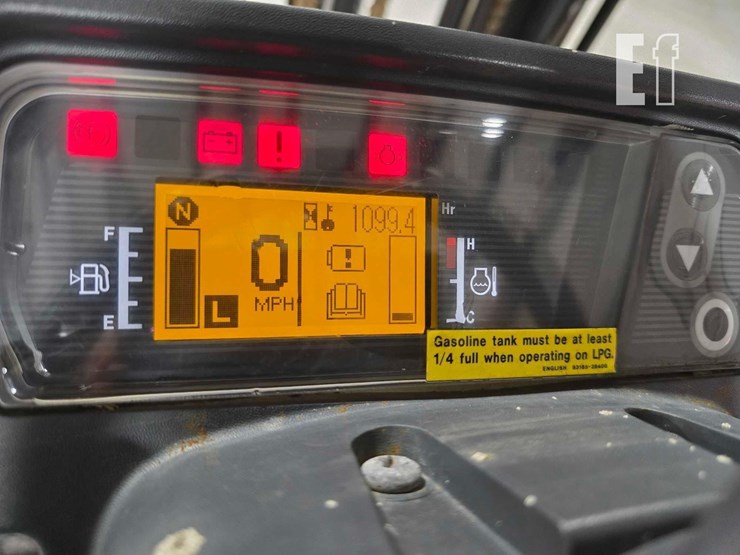 Ef
N
1099.4 Hr
F
H
0
MPH
L
E
C
Gasoline tank must be at least
1/4 full when operating on LPG.